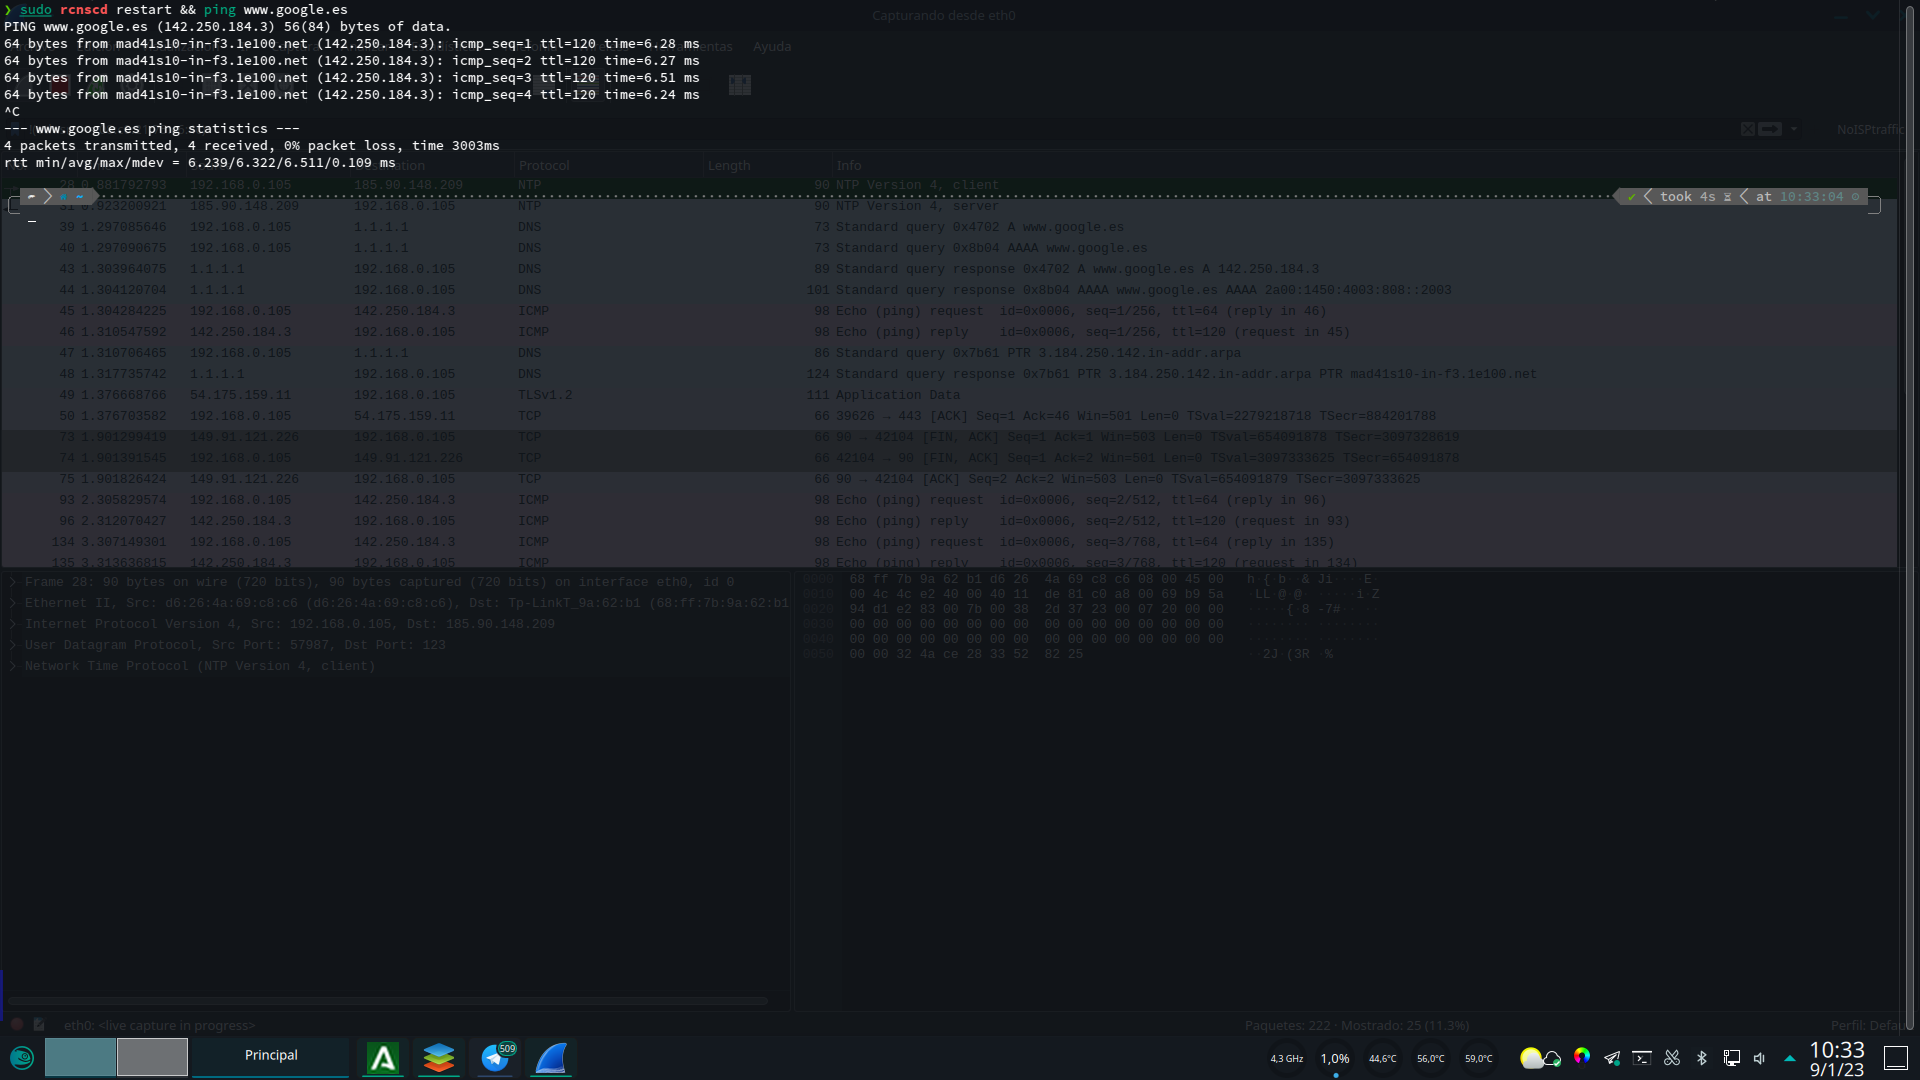 ❯ sudo rcnscd restart && ping www.google.es
PING www.google.es (142.250.184.3) 56(84) bytes of data.
64 bytes from mad41s10-in-f3.1e100.net (142.250.184.3): icmp_seq=1 ttl=120 time=6.28 ms
64 bytes from mad41s10-in-f3.1e100.net (142.250.184.3): icmp_seq=2 ttl=120 time=6.27 ms
64 bytes from mad41s10-in-f3.1e100.net (142.250.184.3): icmp_seq=3 ttl=120 time=6.51 ms
64 bytes from mad41s10-in-f3.1e100.net (142.250.184.3): icmp_seq=4 ttl=120 time=6.24 ms
^C
--- www.google.es ping statistics ---
4 packets transmitted, 4 received, 0% packet loss, time 3003ms
rtt min/avg/max/mdev = 6.239/6.322/6.511/0.109 ms
~ ✔ took 4s at 10:33:04
Capturando desde eth0
Ayuda
NoISPtraffic
Protocol Length Info
28 0.881792793 192.168.0.105 185.90.148.209 NTP 90 NTP Version 4, client
31 0.923200921 185.90.148.209 192.168.0.105 NTP 90 NTP Version 4, server
39 1.297085646 192.168.0.105 1.1.1.1 DNS 73 Standard query 0x4702 A www.google.es
40 1.297090675 192.168.0.105 1.1.1.1 DNS 73 Standard query 0x8b04 AAAA www.google.es
43 1.303964075 1.1.1.1 192.168.0.105 DNS 89 Standard query response 0x4702 A www.google.es A 142.250.184.3
44 1.304120704 1.1.1.1 192.168.0.105 DNS 101 Standard query response 0x8b04 AAAA www.google.es AAAA 2a00:1450:4003:808::2003
45 1.304284225 192.168.0.105 142.250.184.3 ICMP 98 Echo (ping) request id=0x0006, seq=1/256, ttl=64 (reply in 46)
46 1.310547592 142.250.184.3 192.168.0.105 ICMP 98 Echo (ping) reply id=0x0006, seq=1/256, ttl=120 (request in 45)
47 1.310706465 192.168.0.105 1.1.1.1 DNS 86 Standard query 0x7b61 PTR 3.184.250.142.in-addr.arpa
48 1.317735742 1.1.1.1 192.168.0.105 DNS 124 Standard query response 0x7b61 PTR 3.184.250.142.in-addr.arpa PTR mad41s10-in-f3.1e100.net
49 1.376668766 54.175.159.11 192.168.0.105 TLSv1.2 111 Application Data
50 1.376703582 192.168.0.105 54.175.159.11 TCP 66 39626 → 443 [ACK] Seq=1 Ack=46 Win=501 Len=0 TSval=2279218718 TSecr=884201788
73 1.901299419 149.91.121.226 192.168.0.105 TCP 66 90 → 42104 [FIN, ACK] Seq=1 Ack=1 Win=503 Len=0 TSval=654091878 TSecr=3097328619
74 1.901391545 192.168.0.105 149.91.121.226 TCP 66 42104 → 90 [FIN, ACK] Seq=1 Ack=2 Win=501 Len=0 TSval=3097333625 TSecr=654091878
75 1.901826424 149.91.121.226 192.168.0.105 TCP 66 90 → 42104 [ACK] Seq=2 Ack=2 Win=503 Len=0 TSval=654091879 TSecr=3097333625
93 2.305829574 192.168.0.105 142.250.184.3 ICMP 98 Echo (ping) request id=0x0006, seq=2/512, ttl=64 (reply in 96)
96 2.312070427 142.250.184.3 192.168.0.105 ICMP 98 Echo (ping) reply id=0x0006, seq=2/512, ttl=120 (request in 93)
134 3.307149301 192.168.0.105 142.250.184.3 ICMP 98 Echo (ping) request id=0x0006, seq=3/768, ttl=64 (reply in 135)
135 3.313636815 142.250.184.3 192.168.0.105 ICMP 98 Echo (ping) reply id=0x0006, seq=3/768, ttl=120 (request in 134)
Frame 28: 90 bytes on wire (720 bits), 90 bytes captured (720 bits) on interface eth0, id 0
Ethernet II, Src: d6:26:4a:69:c8:c6 (d6:26:4a:69:c8:c6), Dst: Tp-LinkT_9a:62:b1 (68:ff:7b:9a:62:b1
Internet Protocol Version 4, Src: 192.168.0.105, Dst: 185.90.148.209
User Datagram Protocol, Src Port: 57987, Dst Port: 123
Network Time Protocol (NTP Version 4, client)
0000 68 ff 7b 9a 62 b1 d6 26 4a 69 c8 c6 08 00 45 00 h·{·b··& Ji····E·
0010 00 4c 4c e2 40 00 40 11 de 81 c0 a8 00 69 b9 5a ·LL·@·@· ·····i·Z
0020 94 d1 e2 83 00 7b 00 38 2d 37 23 00 07 20 00 00 ·····{·8 -7#·· ··
0030 00 00 00 00 00 00 00 00 00 00 00 00 00 00 00 00
0040 00 00 00 00 00 00 00 00 00 00 00 00 00 00 00 00 ········ ········
0050 00 00 32 4a ce 28 33 52 82 25 ··2J·(3R ·%
eth0: <live capture in progress>
Paquetes: 222 · Mostrado: 25 (11.3%)
Perfil: Defau
Principal
509
4,3 GHz
1,0%
44,6°C
56,0°C
59,0°C
10:33
9/1/23